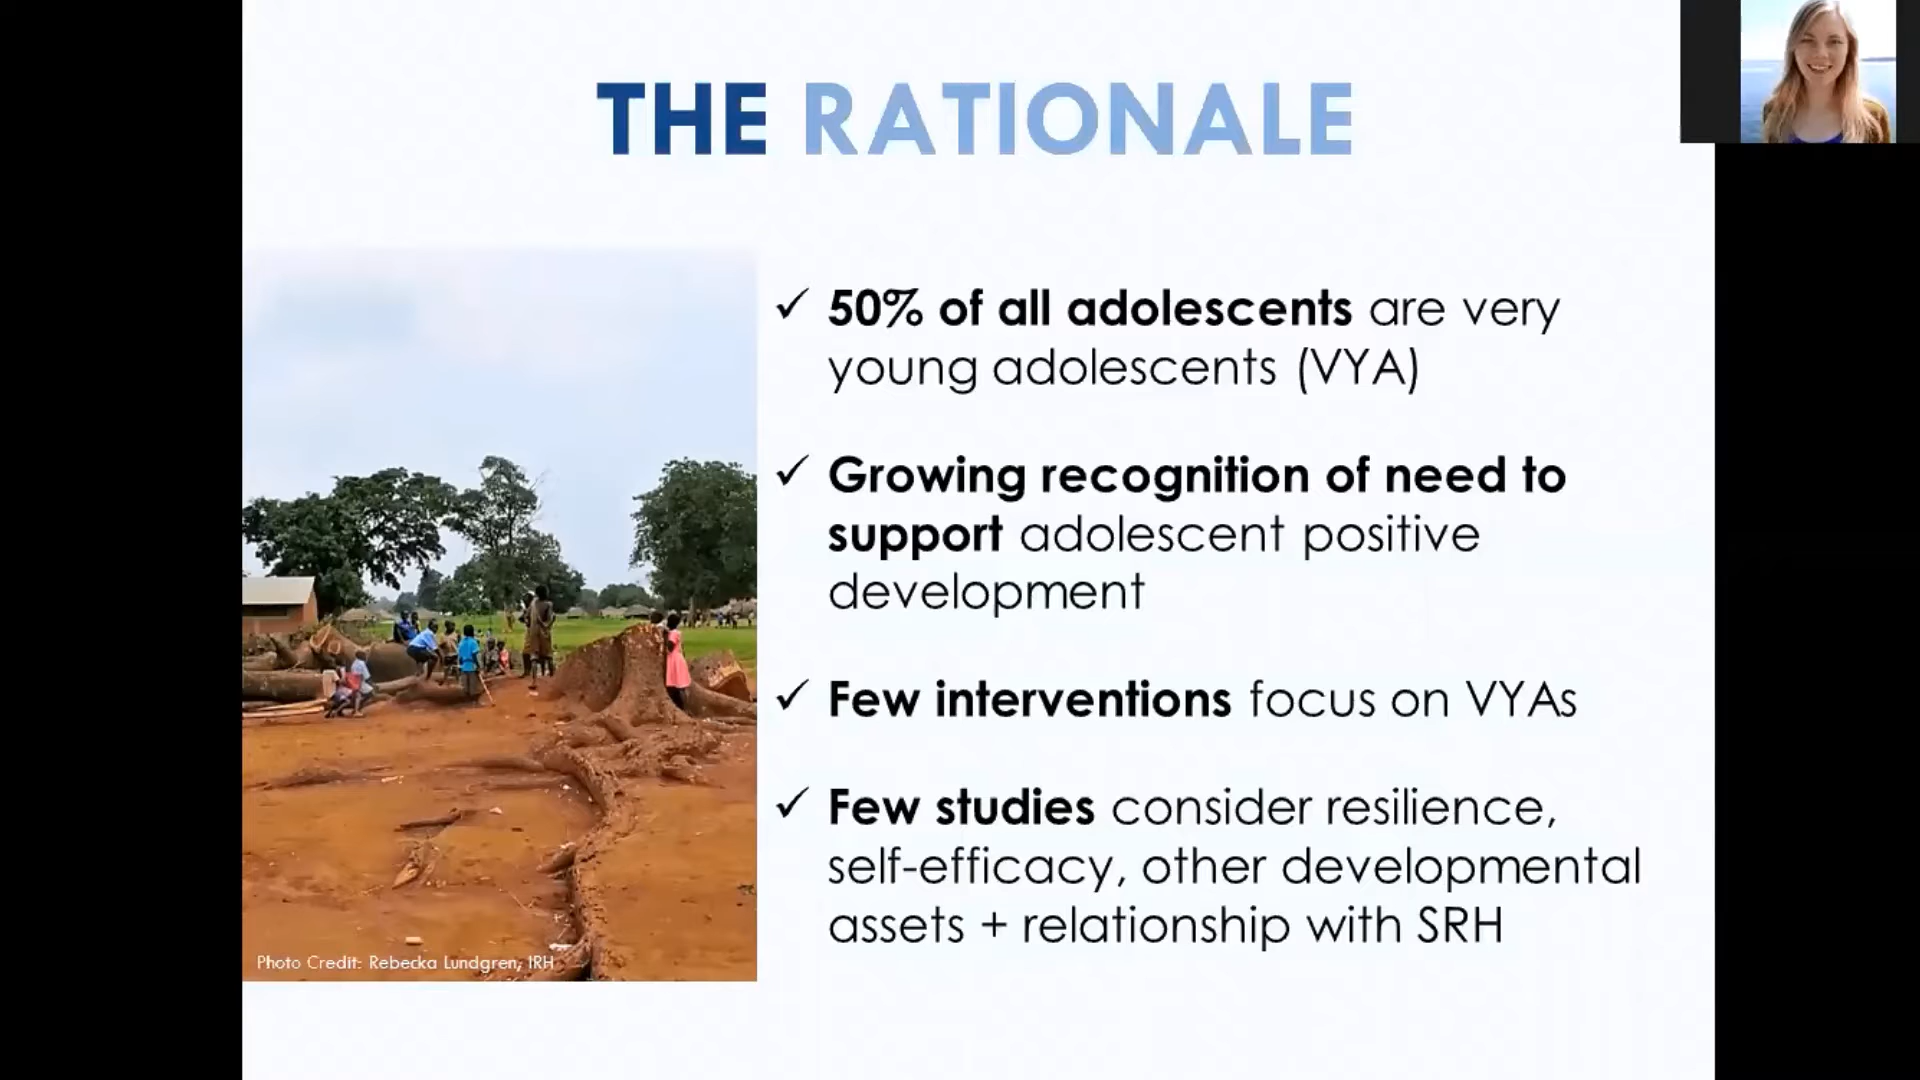 THE RATIONALE
✓ 50% of all adolescents are very
young adolescents (VYA)
✓ Growing recognition of need to
support adolescent positive
development
✓ Few interventions focus on VYAs
✓ Few studies consider resilience,
self-efficacy, other developmental
assets + relationship with SRH
Photo Credit: Rebecka Lundgren, IRH